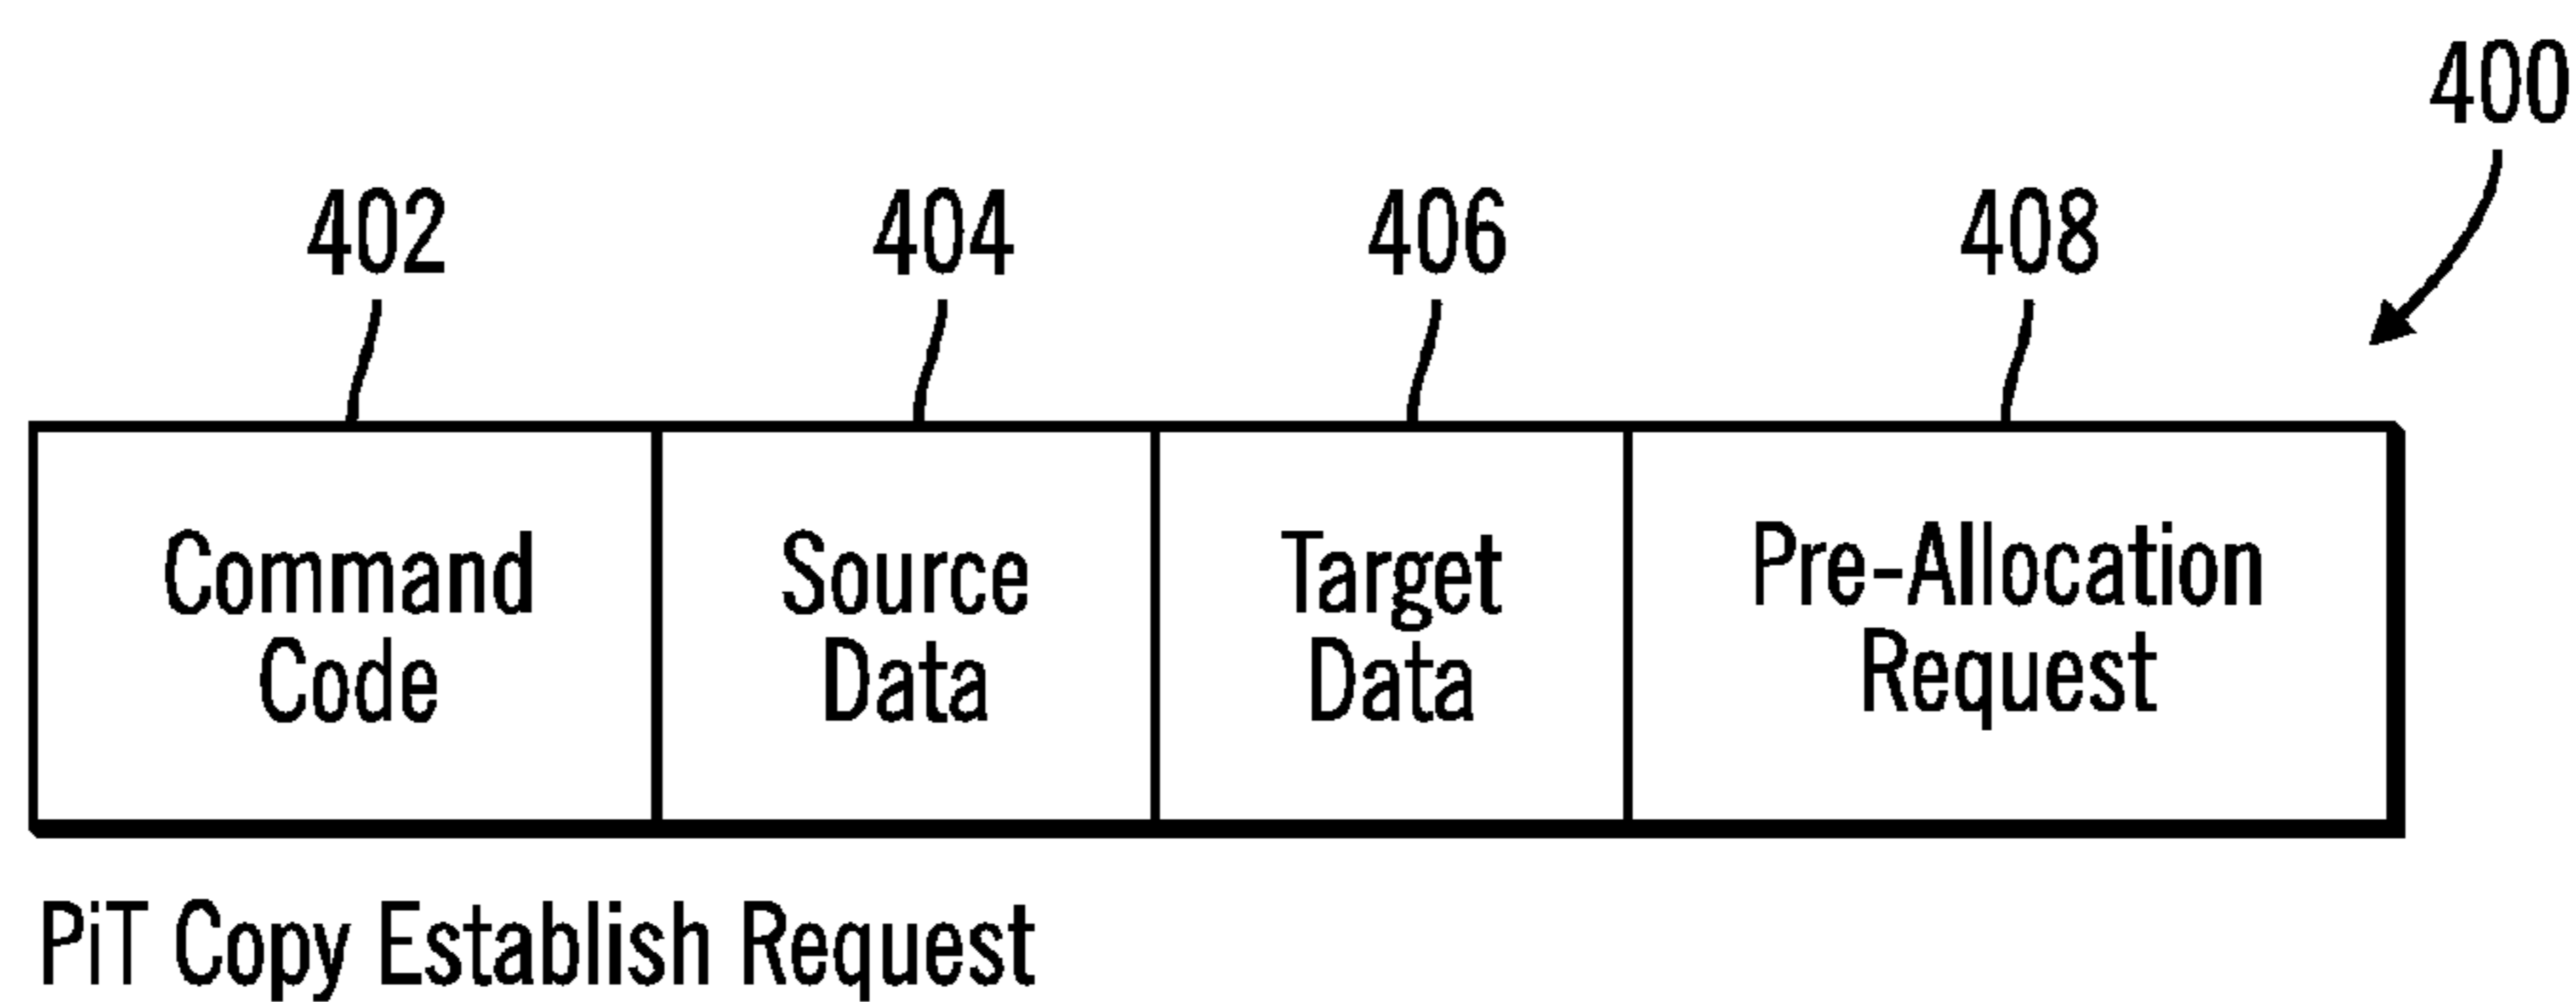 400
402 404 406 408
Command Code
Source Data
Target Data
Pre-Allocation Request
PiT Copy Establish Request